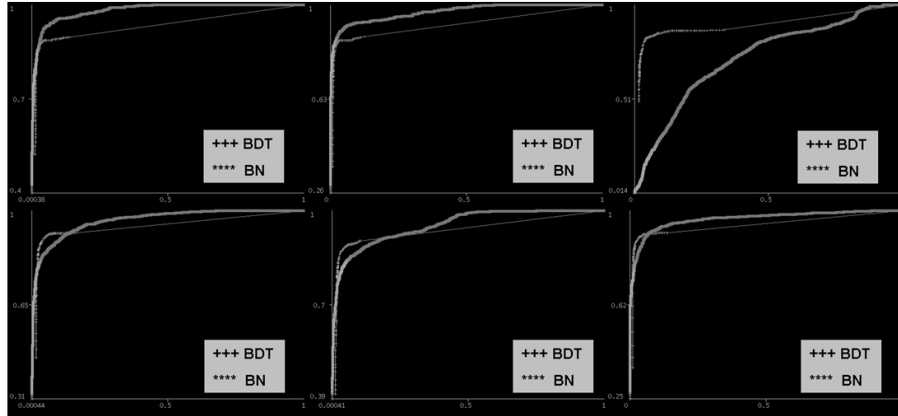 1
0.7
+++ BDT
**** BN
0.4
0.00038
0.5
1
1
0.63
+++ BDT
**** BN
0.26
0
0.5
1
1
0.51
+++ BDT
**** BN
0.014
0
0.5
1
0.65
+++ BDT
**** BN
0.31
0.00044
0.5
1
1
0.7
+++ BDT
**** BN
0.39
0.00041
0.5
1
1
0.62
+++ BDT
**** BN
0.25
0
0.5